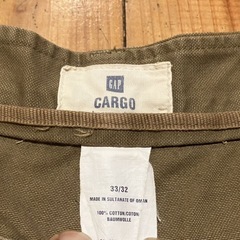 GAP
CARGO
33/32
MADE IN SULTANATE OF OMAN
100% COTTON/COTON
BAUMWOLLE